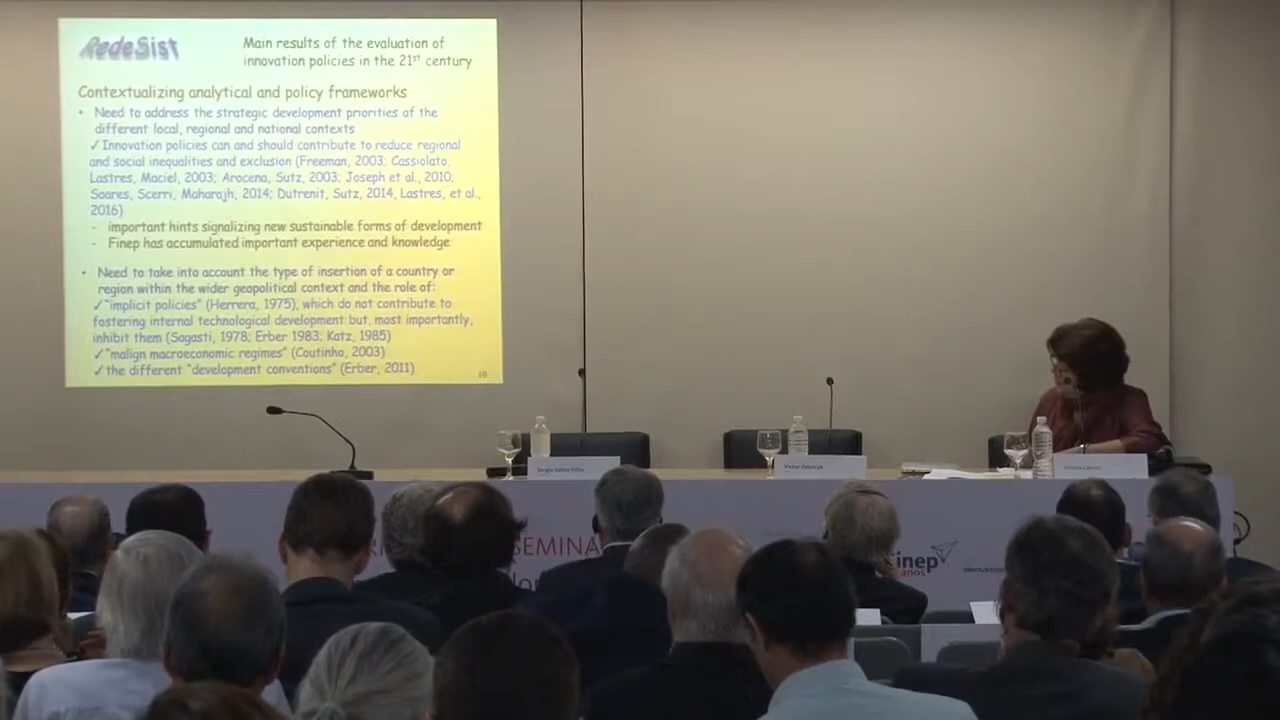 RedeSist
Main results of the evaluation of
innovation policies in the 21st century
Contextualizing analytical and policy frameworks
• Need to address the strategic development priorities of the
different local, regional and national contexts
✓Innovation policies can and should contribute to reduce regional
and social inequalities and exclusion (Freeman, 2003; Cassiolato,
Lastres, Maciel, 2003; Arocena, Sutz, 2003; Joseph et al., 2010;
Soares, Scerri, Maharajh, 2014; Dutrenit, Sutz, 2014, Lastres, et al.,
2016)
- important hints signalizing new sustainable forms of development
- Finep has accumulated important experience and knowledge
• Need to take into account the type of insertion of a country or
region within the wider geopolitical context and the role of:
✓"implicit policies" (Herrera, 1975), which do not contribute to
fostering internal technological development but, most importantly,
inhibit them (Sagasti, 1978; Erber 1983; Katz, 1985)
✓"malign macroeconomic regimes" (Coutinho, 2003)
✓the different "development conventions" (Erber, 2011)
SEMINA
inep
anos